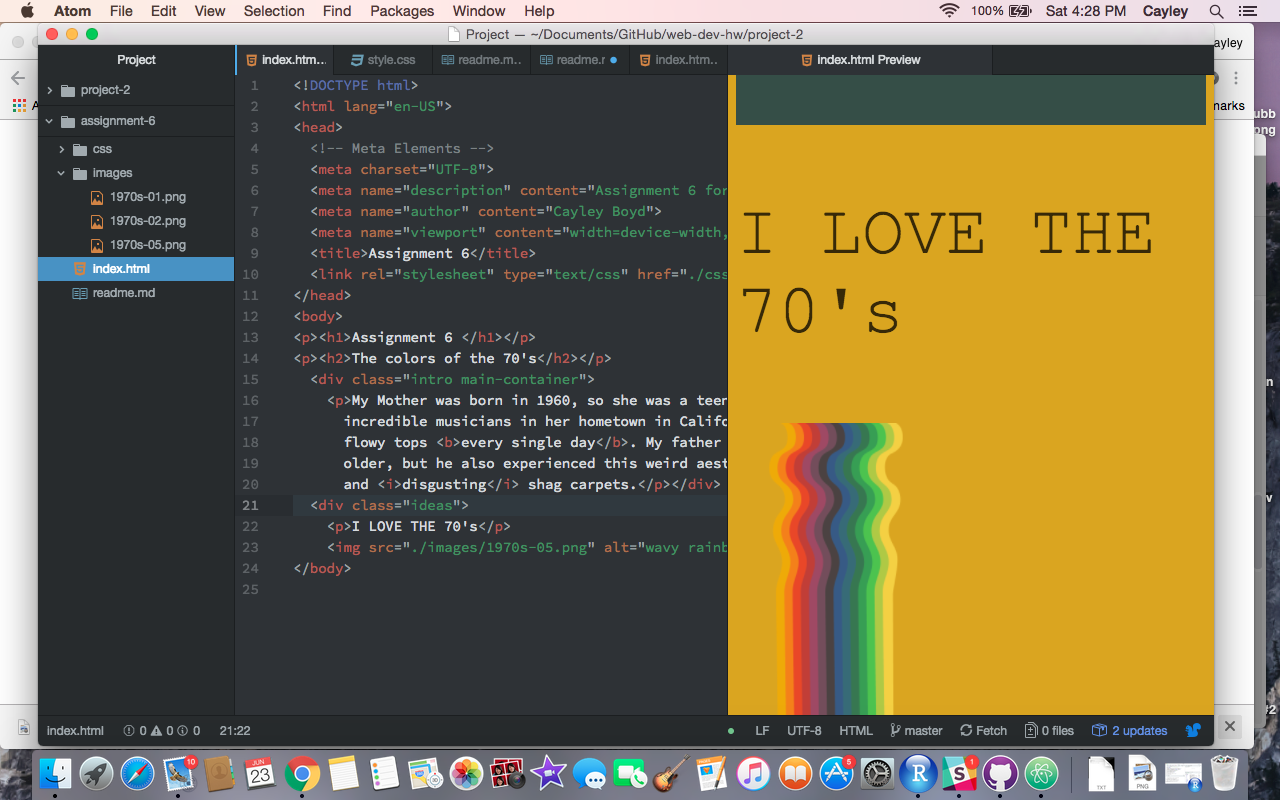 Atom File Edit View Selection Find Packages Window Help 100% Sat 4:28 PM Cayley
Project — ~/Documents/GitHub/web-dev-hw/project-2
ayley
Project
index.htm...
style.css
readme.m...
readme.r
index.htm...
index.html Preview
project-2
assignment-6
css
images
1970s-01.png
1970s-02.png
1970s-05.png
index.html
readme.md
A
marks
ubb
png
1 <!DOCTYPE html>
2 <html lang="en-US">
3 <head>
4 <!-- Meta Elements -->
5 <meta charset="UTF-8">
6 <meta name="description" content="Assignment 6 for
7 <meta name="author" content="Cayley Boyd">
8 <meta name="viewport" content="width=device-width,
9 <title>Assignment 6</title>
10 <link rel="stylesheet" type="text/css" href="./css
11 </head>
12 <body>
13 <p><h1>Assignment 6 </h1></p>
14 <p><h2>The colors of the 70's</h2></p>
15 <div class="intro main-container">
16 <p>My Mother was born in 1960, so she was a teen
17 incredible musicians in her hometown in Califo
18 flowy tops <b>every single day</b>. My father
19 older, but he also experienced this weird aest
20 and <i>disgusting</i> shag carpets.</p></div>
21 <div class="ideas">
22 <p>I LOVE THE 70's</p>
23 <img src="./images/1970s-05.png" alt="wavy rainb
24 </body>
25
I LOVE THE
70's
index.html 0 0 0 21:22 LF UTF-8 HTML master Fetch 0 files 2 updates
10
JUN
23
5
1
TXT
PNG